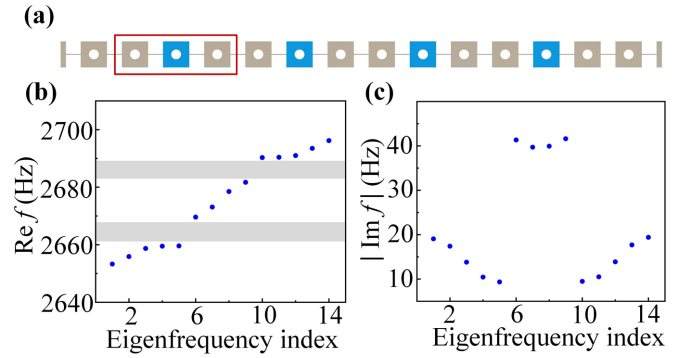 (a)
(b)
(c)
2700
2680
2660
2640
Re f (Hz)
2
6
10
14
Eigenfrequency index
40
30
20
10
| Im f | (Hz)
2
6
10
14
Eigenfrequency index